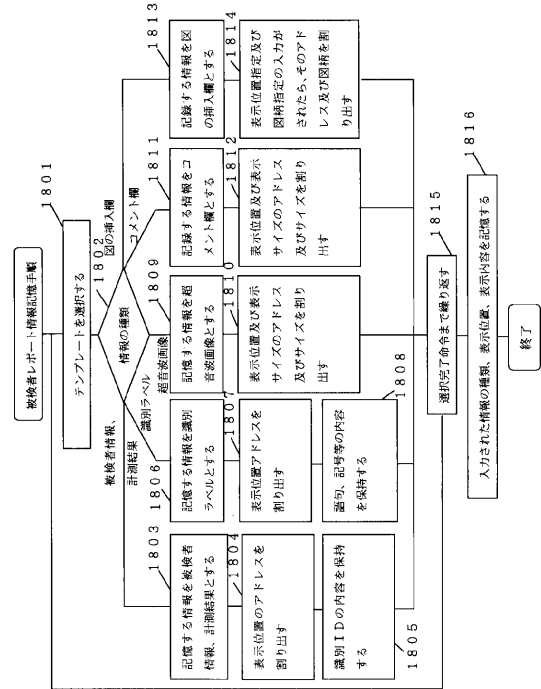 被検者レポート情報記憶手順
1801
テンプレートを選択する
1802
情報の種類
被検者情報、
計測結果
識別ラベル
超音波画像
コメント欄
図の挿入欄
1803
記憶する情報を被検者
情報、計測結果とする
1804
表示位置のアドレスを
割り出す
識別IDの内容を保持
する
1805
1806
記憶する情報を識別
ラベルとする
1807
表示位置アドレスを
割り出す
語句、記号等の内容
を保持する
1808
1809
記憶する情報を超
音波画像とする
1810
表示位置及び表示
サイズのアドレス
及びサイズを割り
出す
1811
記録する情報をコ
メント欄とする
1812
表示位置及び表示
サイズのアドレス
及びサイズを割り
出す
1813
記録する情報を図
の挿入欄とする
1814
表示位置指定及び
図柄指定の入力が
されたら、そのアド
レス及び図柄を割
り出す
1815
選択完了命令まで繰り返す
1816
入力された情報の種類、表示位置、表示内容を記憶する
終了